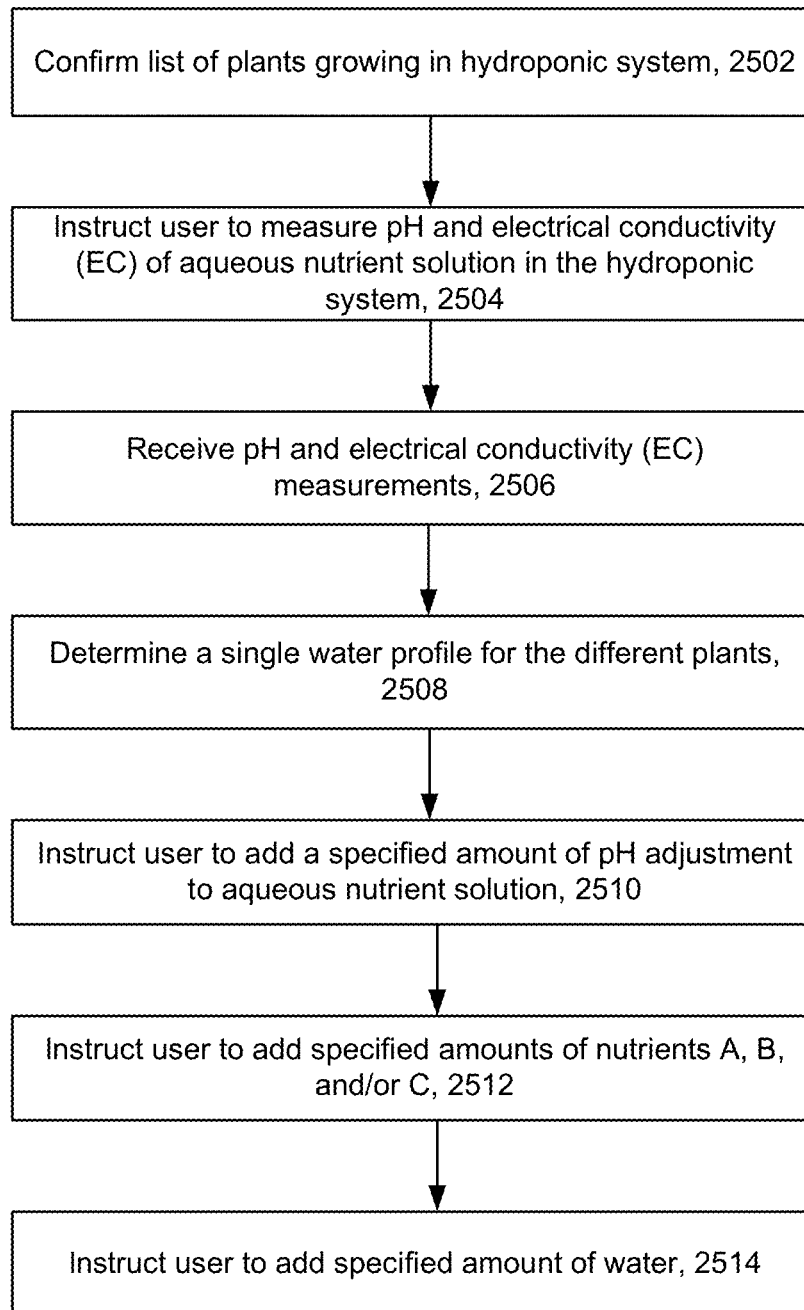 Confirm list of plants growing in hydroponic system, 2502
Instruct user to measure pH and electrical conductivity
(EC) of aqueous nutrient solution in the hydroponic
system, 2504
Receive pH and electrical conductivity (EC)
measurements, 2506
Determine a single water profile for the different plants,
2508
Instruct user to add a specified amount of pH adjustment
to aqueous nutrient solution, 2510
Instruct user to add specified amounts of nutrients A, B,
and/or C, 2512
Instruct user to add specified amount of water, 2514